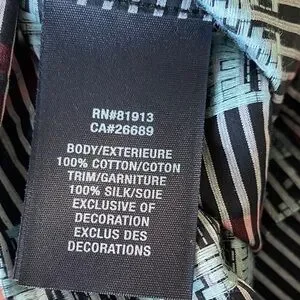 RN#81913
CA#26689
BODY/EXTERIEURE
100% COTTON/COTON
TRIM/GARNITURE
100% SILK/SOIE
EXCLUSIVE OF
DECORATION
EXCLUS DES
DECORATIONS